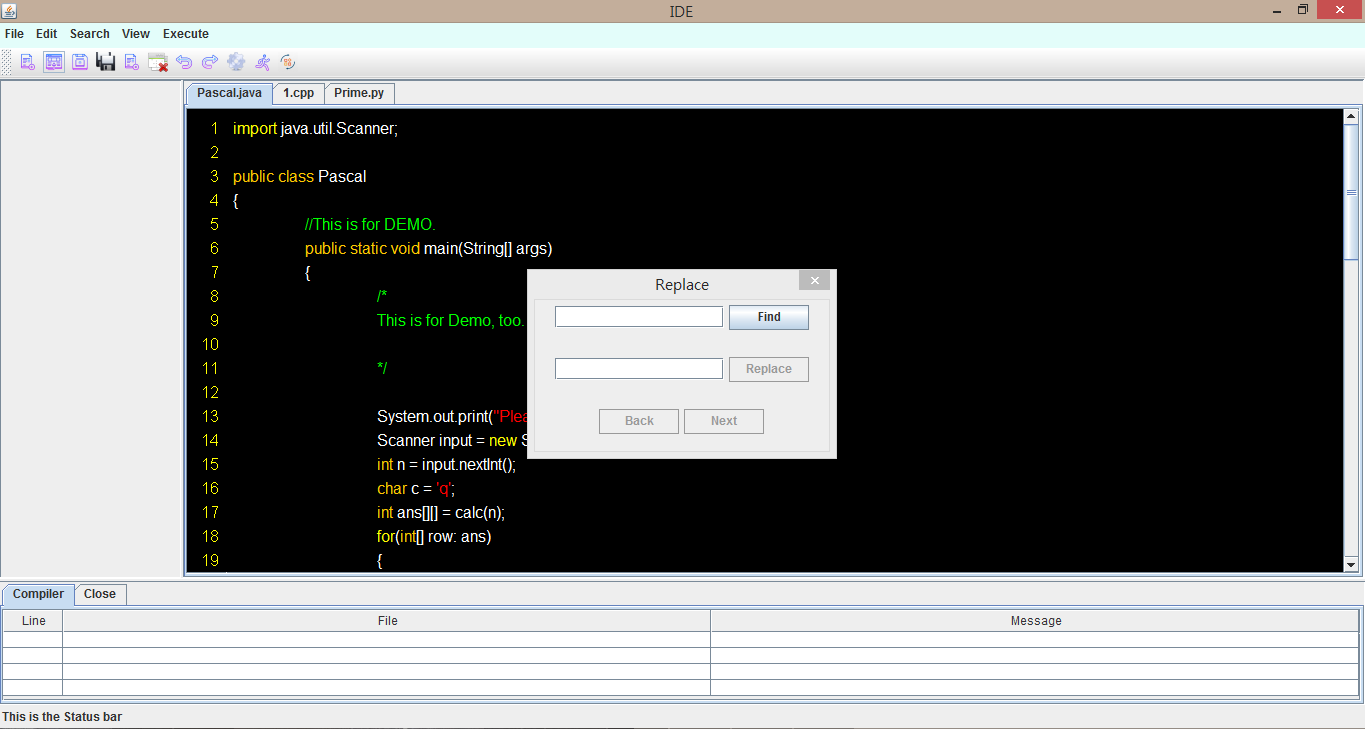 IDE
File Edit Search View Execute
Pascal.java 1.cpp Prime.py
1 import java.util.Scanner;
2
3 public class Pascal
4 {
5 //This is for DEMO.
6 public static void main(String[] args)
7 {
8 /*
9 This is for Demo, too.
10
11 */
12
13 System.out.print("Plea
14 Scanner input = new S
15 int n = input.nextInt();
16 char c = 'q';
17 int ans[][] = calc(n);
18 for(int[] row: ans)
19 {
Replace
Find
Replace
Back Next
Compiler Close
Line File Message
This is the Status bar